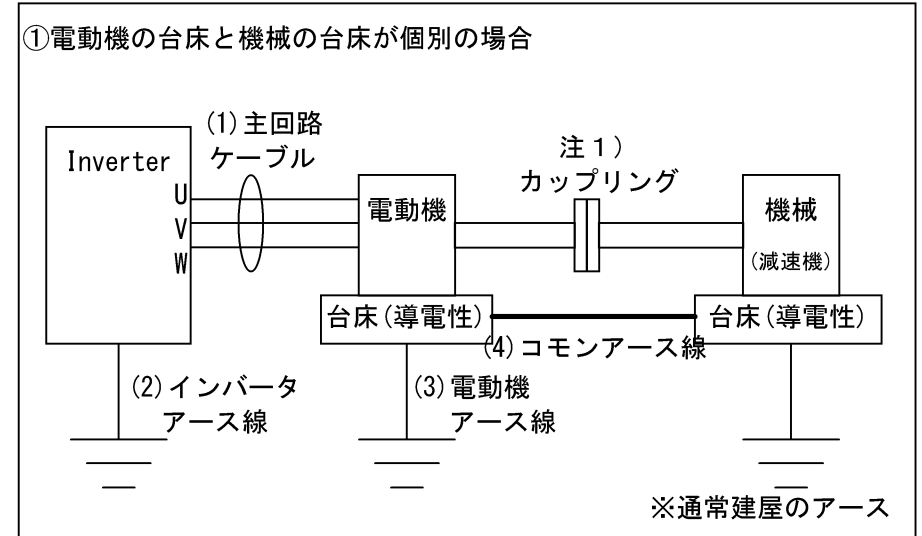 ①電動機の台床と機械の台床が個別の場合
(1)主回路
ケーブル
注１)
カップリング
Inverter
U
V
W
電動機
機械
(減速機)
台床(導電性)
台床(導電性)
(4)コモンアース線
(2)インバータ
アース線
(3)電動機
アース線
※通常建屋のアース